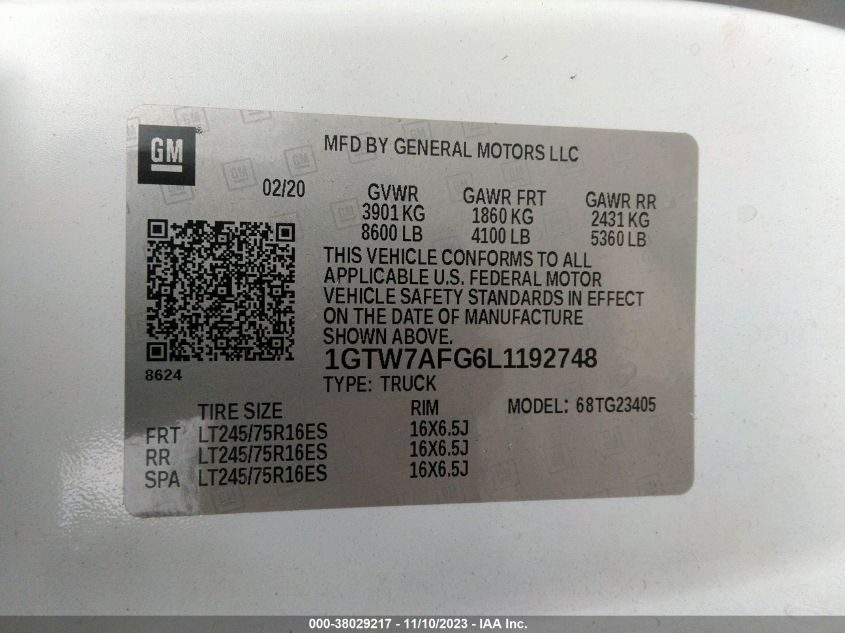 GM
MFD BY GENERAL MOTORS LLC
02/20
GVWR GAWR FRT GAWR RR
3901 KG 1860 KG 2431 KG
8600 LB 4100 LB 5360 LB
THIS VEHICLE CONFORMS TO ALL
APPLICABLE U.S. FEDERAL MOTOR
VEHICLE SAFETY STANDARDS IN EFFECT
ON THE DATE OF MANUFACTURE
SHOWN ABOVE.
1GTW7AFG6L1192748
8624
TYPE: TRUCK
TIRE SIZE RIM MODEL: 68TG23405
FRT LT245/75R16ES 16X6.5J
RR LT245/75R16ES 16X6.5J
SPA LT245/75R16ES 16X6.5J
000-38029217 - 11/10/2023 - IAA Inc.